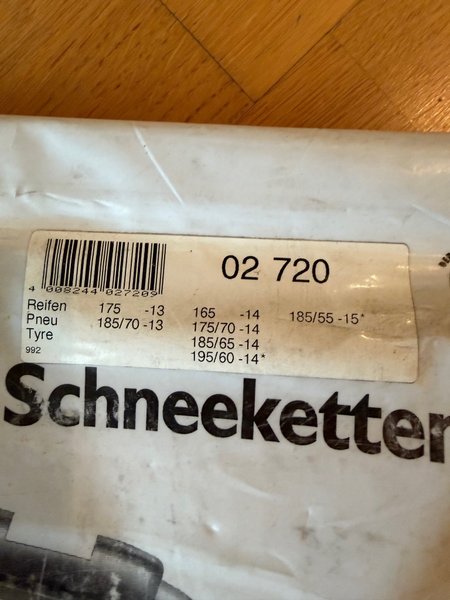 02 720
4 008244 027209
Reifen 175 -13 165 -14 185/55 -15*
Pneu 185/70 -13 175/70 -14
Tyre 185/65 -14
992 195/60 -14*
Schneeketten